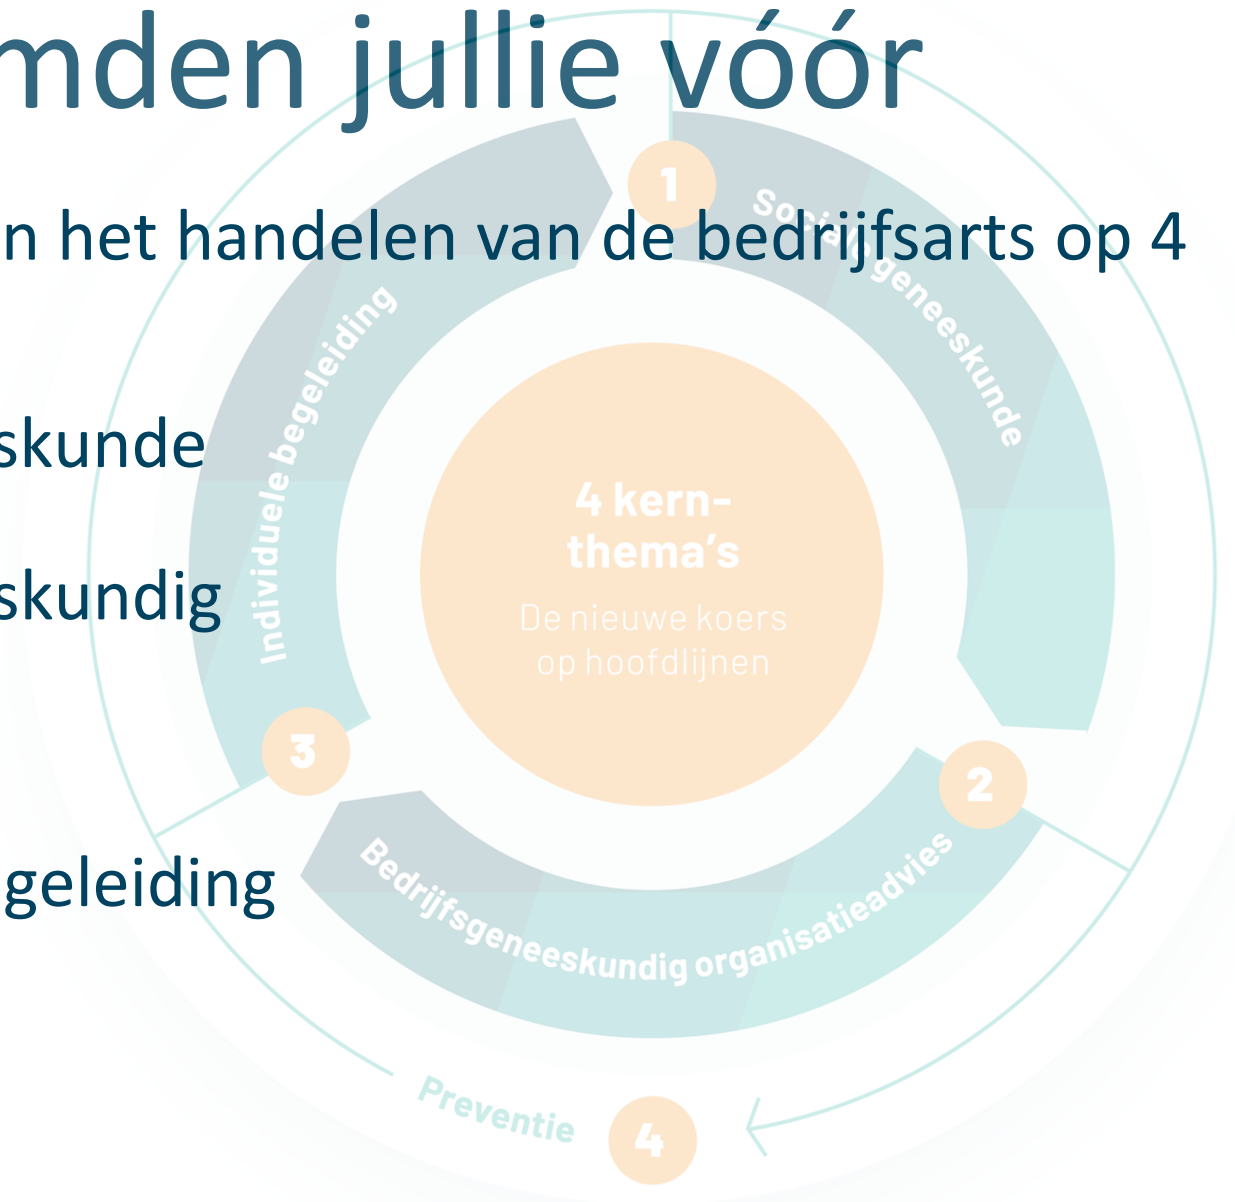 mden jullie vóór
n het handelen van de bedrijfsarts op 4
skunde
skundig
geleiding
1
Sociale geneeskunde
2
Bedrijfsgeneeskundig organisatieadvies
3
Individuele begeleiding
4
Preventie
4 kern-
thema's
De nieuwe koers
op hoofdlijnen